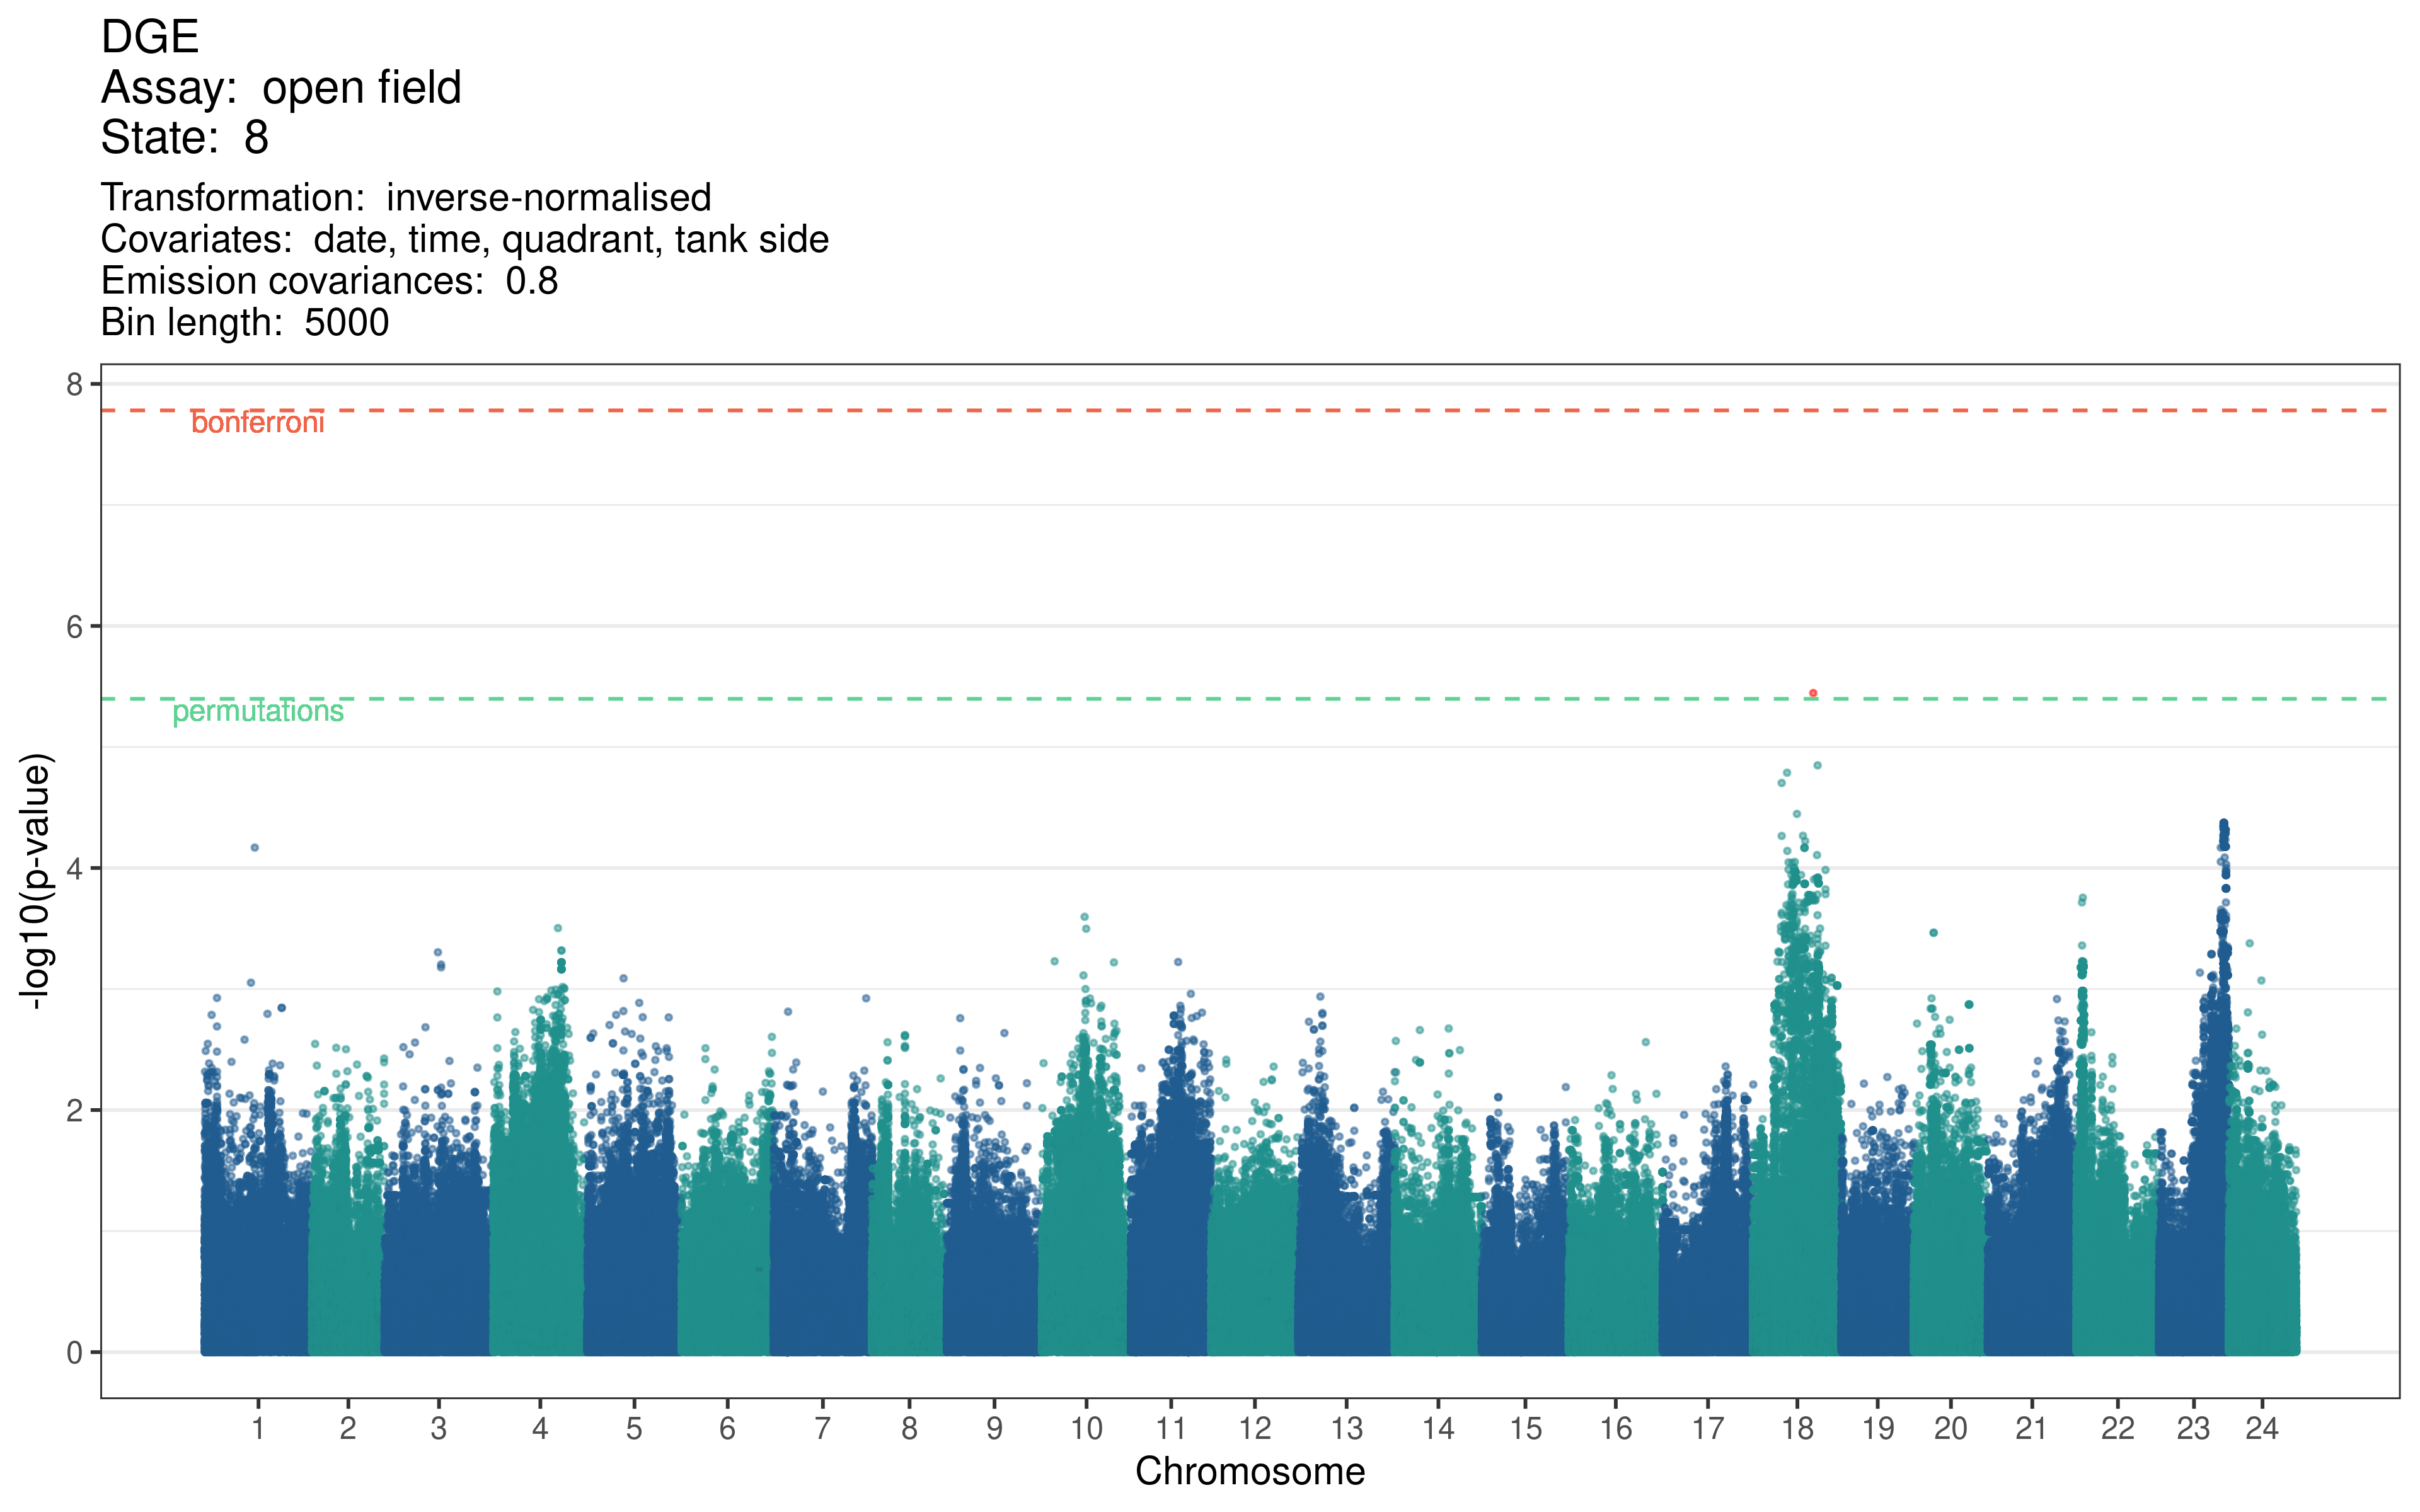 DGE
Assay:  open field
State:  8
Transformation:  inverse-normalised
Covariates:  date, time, quadrant, tank side
Emission covariances:  0.8
Bin length:  5000
8
bonferroni
6
permutations
4
2
0
-log10(p-value)
1 2 3 4 5 6 7 8 9 10 11 12 13 14 15 16 17 18 19 20 21 22 23 24
Chromosome